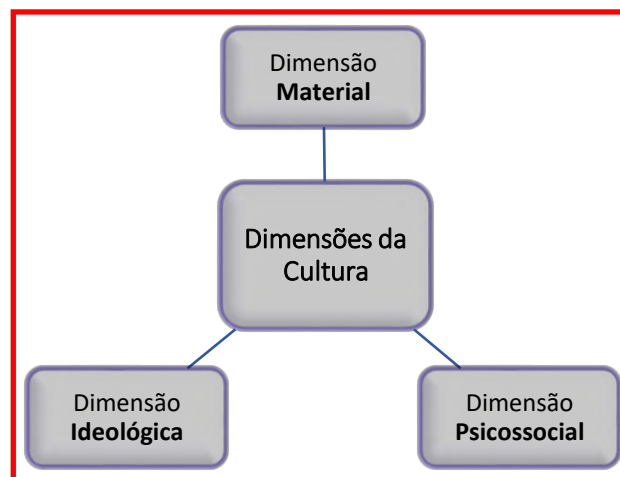 Dimensão
Material
Dimensões da
Cultura
Dimensão
Ideológica
Dimensão
Psicossocial